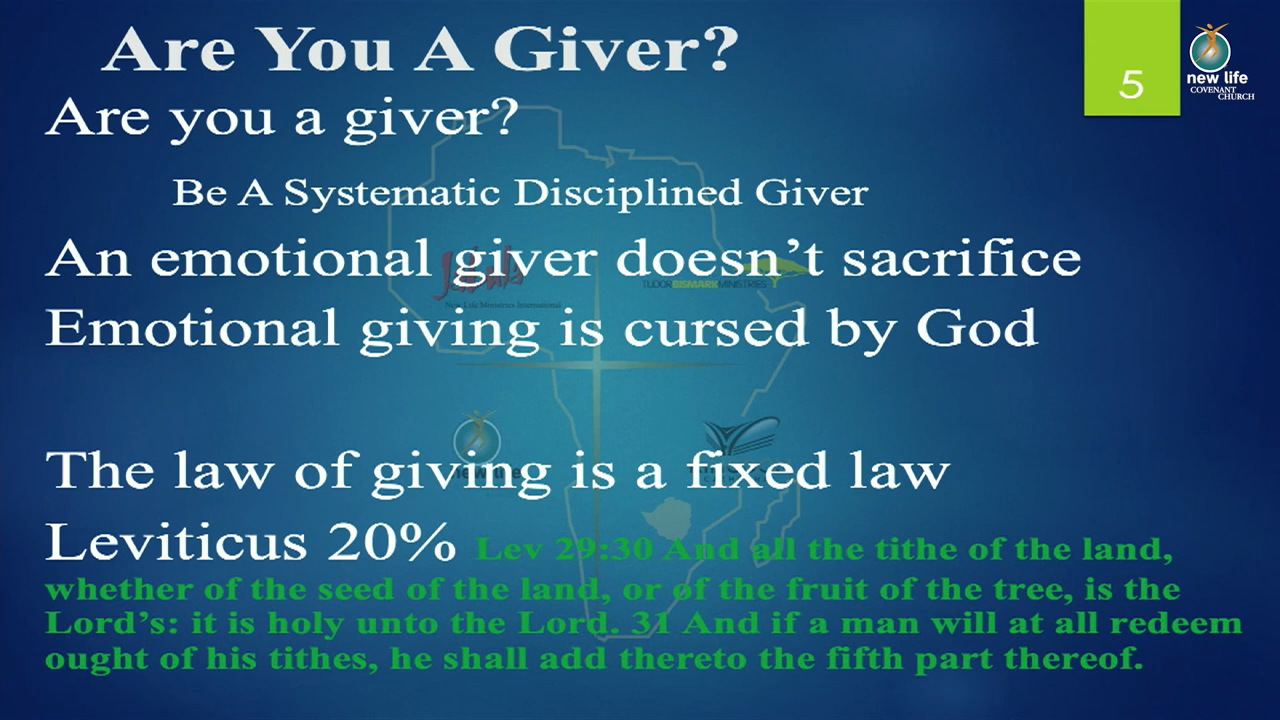 Are You A Giver?
5
new life
COVENANT
CHURCH
Are you a giver?
Be A Systematic Disciplined Giver
An emotional giver doesn’t sacrifice
TUDORBISMARKMINISTRIES
New Life Ministries International
Emotional giving is cursed by God
The law of giving is a fixed law
Leviticus 20% Lev 29:30 And all the tithe of the land,
whether of the seed of the land, or of the fruit of the tree, is the
Lord’s: it is holy unto the Lord. 31 And if a man will at all redeem
ought of his tithes, he shall add thereto the fifth part thereof.